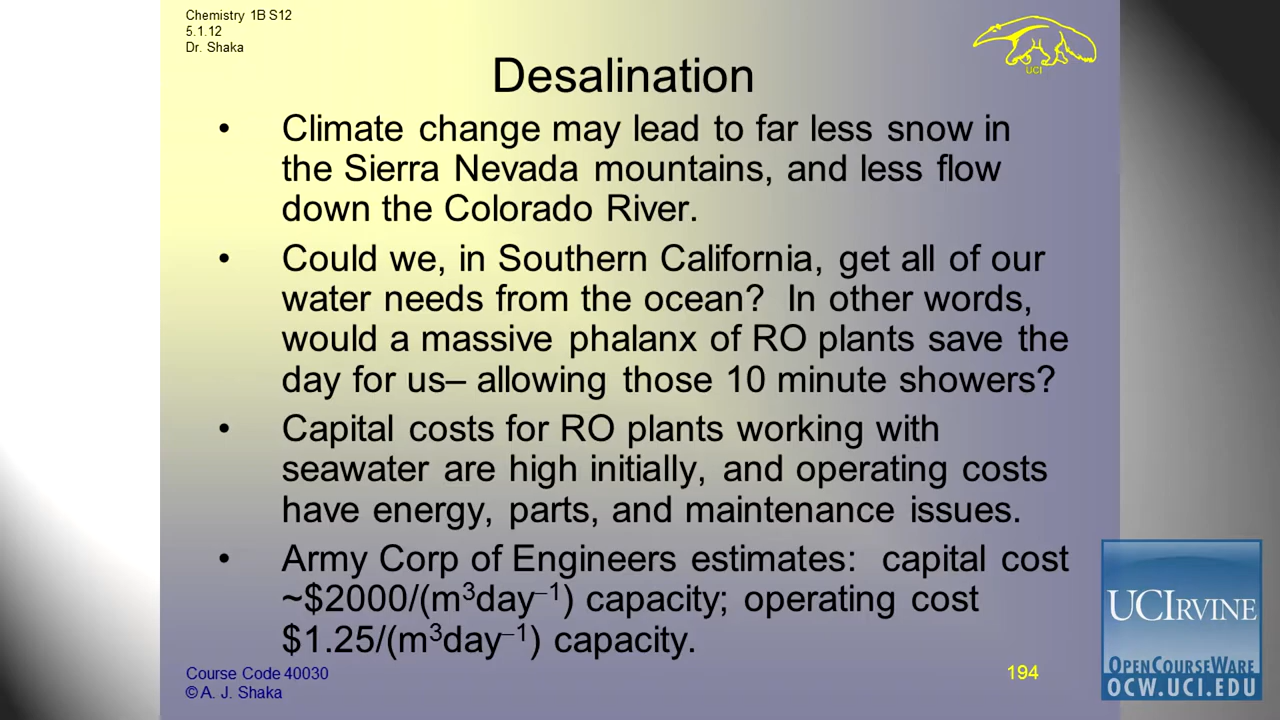 Chemistry 1B S12
5.1.12
Dr. Shaka
UCI
Desalination
• Climate change may lead to far less snow in
the Sierra Nevada mountains, and less flow
down the Colorado River.
• Could we, in Southern California, get all of our
water needs from the ocean? In other words,
would a massive phalanx of RO plants save the
day for us– allowing those 10 minute showers?
• Capital costs for RO plants working with
seawater are high initially, and operating costs
have energy, parts, and maintenance issues.
• Army Corp of Engineers estimates: capital cost
~$2000/(m³day⁻¹) capacity; operating cost
$1.25/(m³day⁻¹) capacity.
Course Code 40030
© A. J. Shaka
194
UCIRVINE
OPENCOURSEWARE
OCW.UCI.EDU